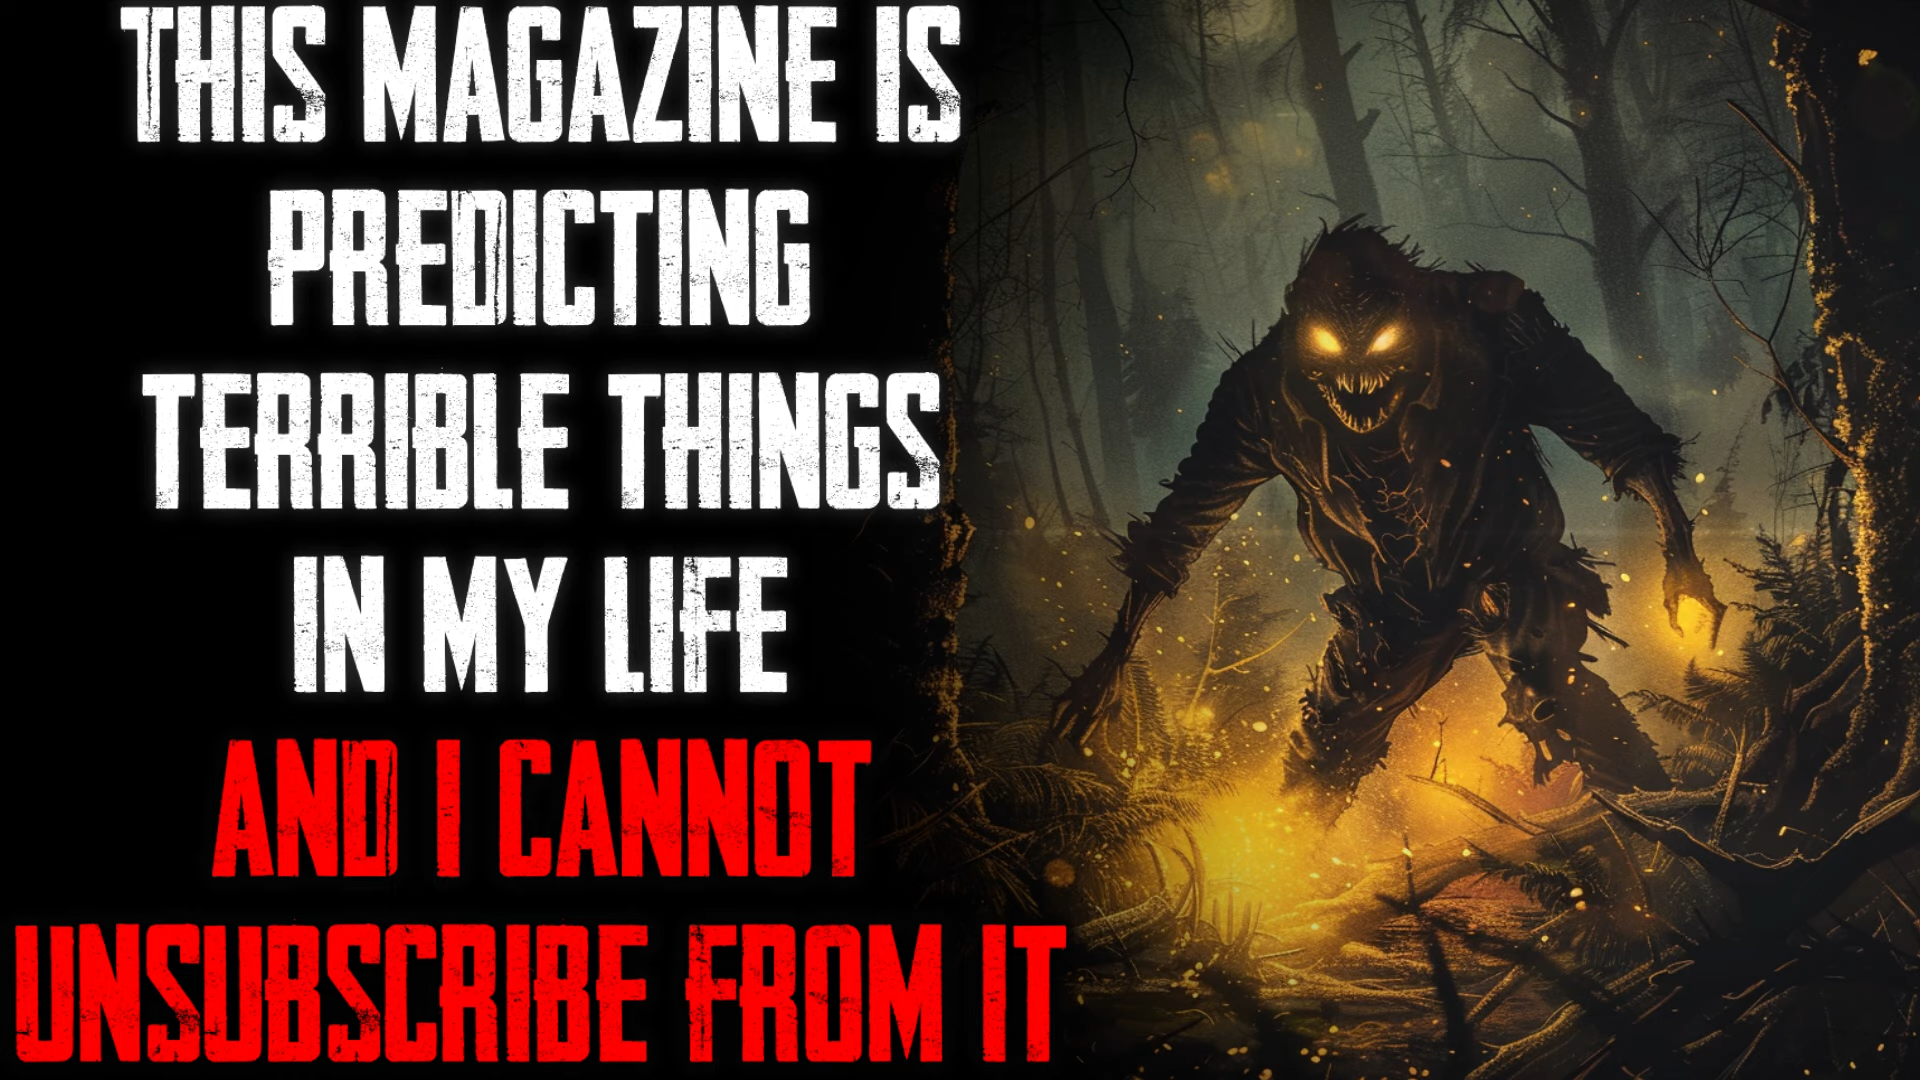 THIS MAGAZINE IS
PREDICTING
TERRIBLE THINGS
IN MY LIFE
AND I CANNOT
UNSUBSCRIBE FROM IT